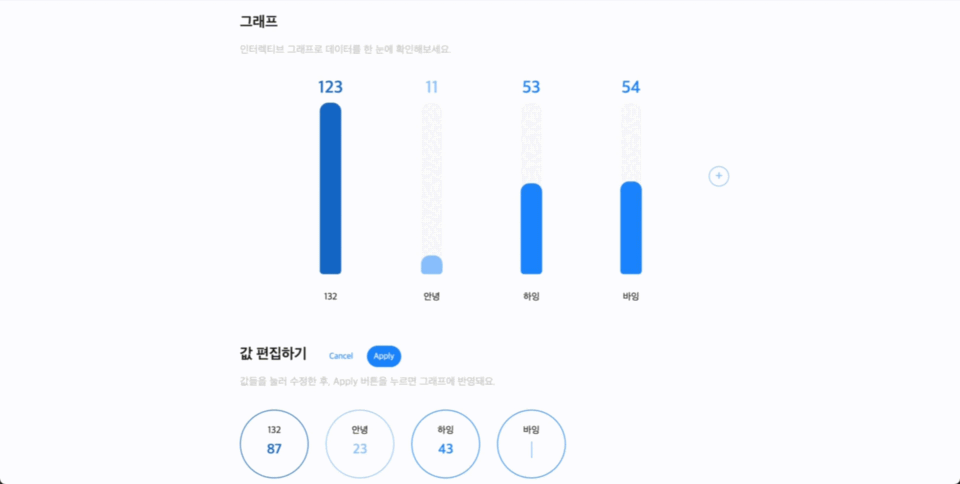 그래프
인터렉티브 그래프로 데이터를 한 눈에 확인해보세요.
123 11 53 54
+
132 안녕 하잉 바잉
값 편집하기 Cancel Apply
값들을 눌러 수정한 후, Apply 버튼을 누르면 그래프에 반영돼요.
132 안녕 하잉 바잉
87 23 43